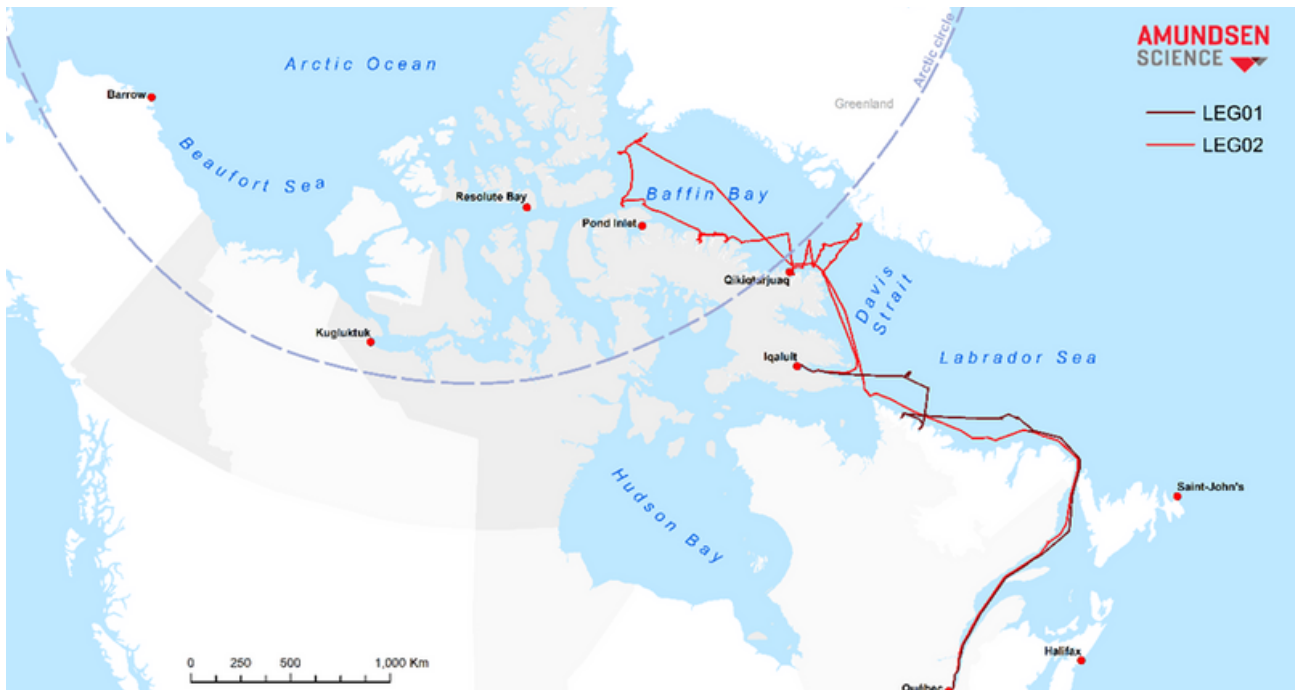 AMUNDSEN
SCIENCE
LEG01
LEG02
Arctic circle
Arctic Ocean
Greenland
Barrow
Beaufort Sea
Resolute Bay
Baffin Bay
Pond Inlet
Qikiqtarjuaq
Davis
Strait
Kugluktuk
Iqaluit
Labrador Sea
Hudson Bay
Saint-John's
Halifax
0 250 500 1,000 Km
Québec